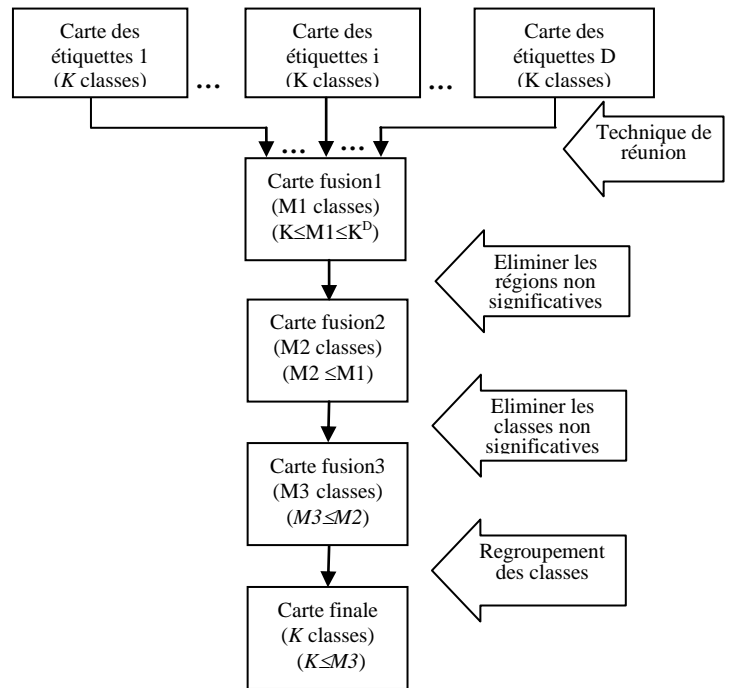 Carte des
étiquettes 1
(K classes)
...
Carte des
étiquettes i
(K classes)
...
Carte des
étiquettes D
(K classes)
... ...
Technique de
réunion
Carte fusion1
(M1 classes)
(K≤M1≤K^D)
Eliminer les
régions non
significatives
Carte fusion2
(M2 classes)
(M2 ≤M1)
Eliminer les
classes non
significatives
Carte fusion3
(M3 classes)
(M3≤M2)
Regroupement
des classes
Carte finale
(K classes)
(K≤M3)